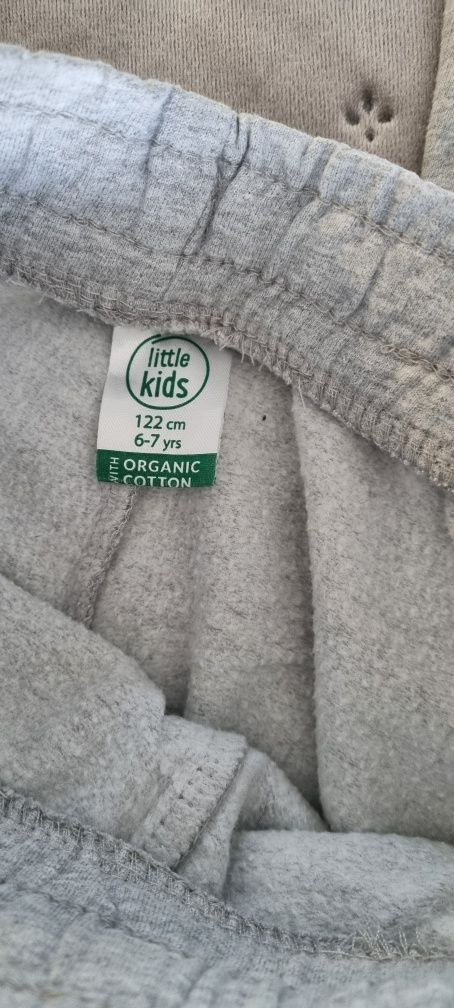 little
kids
122 cm
6-7 yrs
WITH
ORGANIC
COTTON